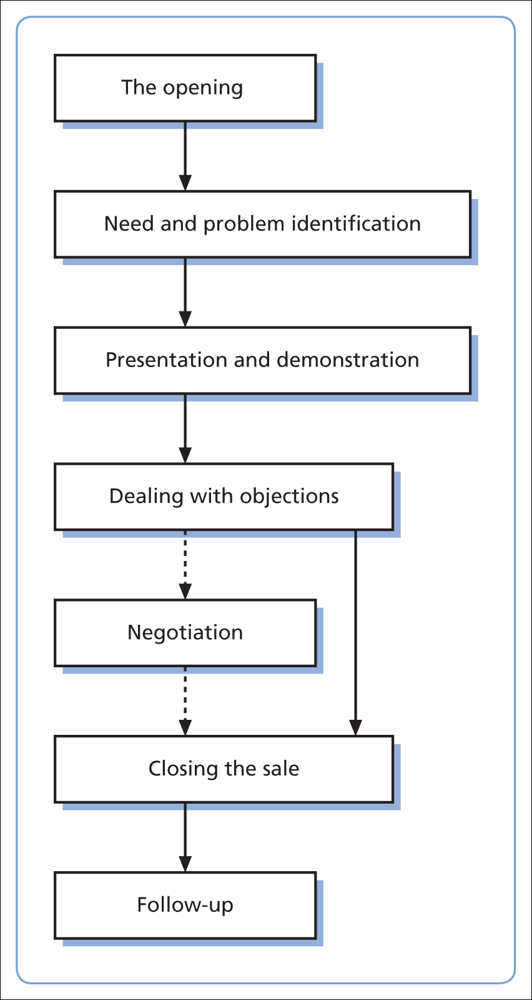 The opening
Need and problem identification
Presentation and demonstration
Dealing with objections
Negotiation
Closing the sale
Follow-up